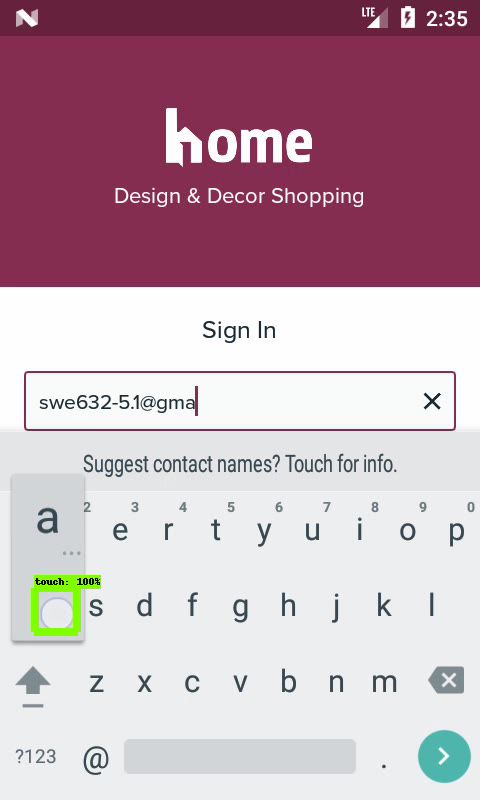 LTE 2:35
home
Design & Decor Shopping
Sign In
swe632-5.1@gma
Suggest contact names? Touch for info.
a
...
2 3 4 5 6 7 8 9 0
e r t y u i o p
touch: 100%
s d f g h j k l
z x c v b n m
?123 @ .